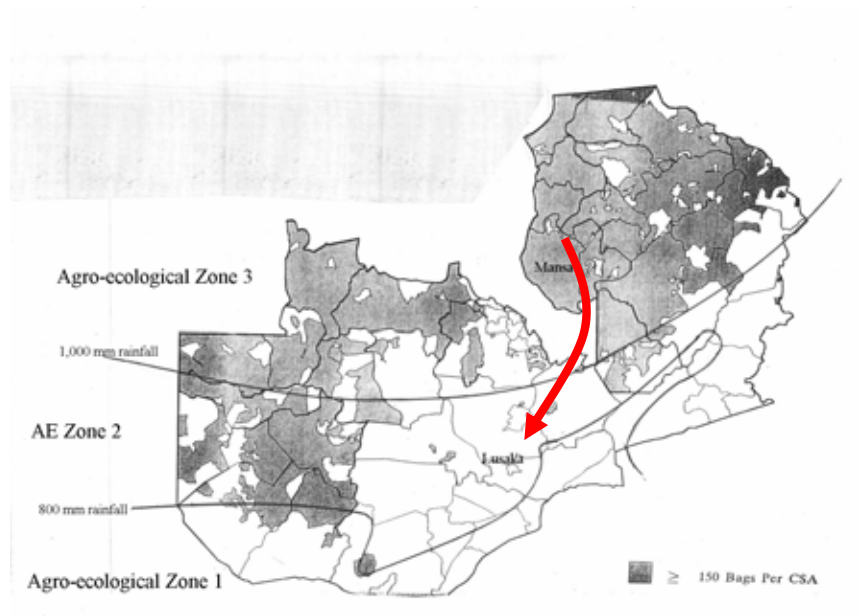 Mansa
Agro-ecological Zone 3
1,000 mm rainfall
AE Zone 2
Lusaka
800 mm rainfall
Agro-ecological Zone 1
≥ 150 Bags Per CSA